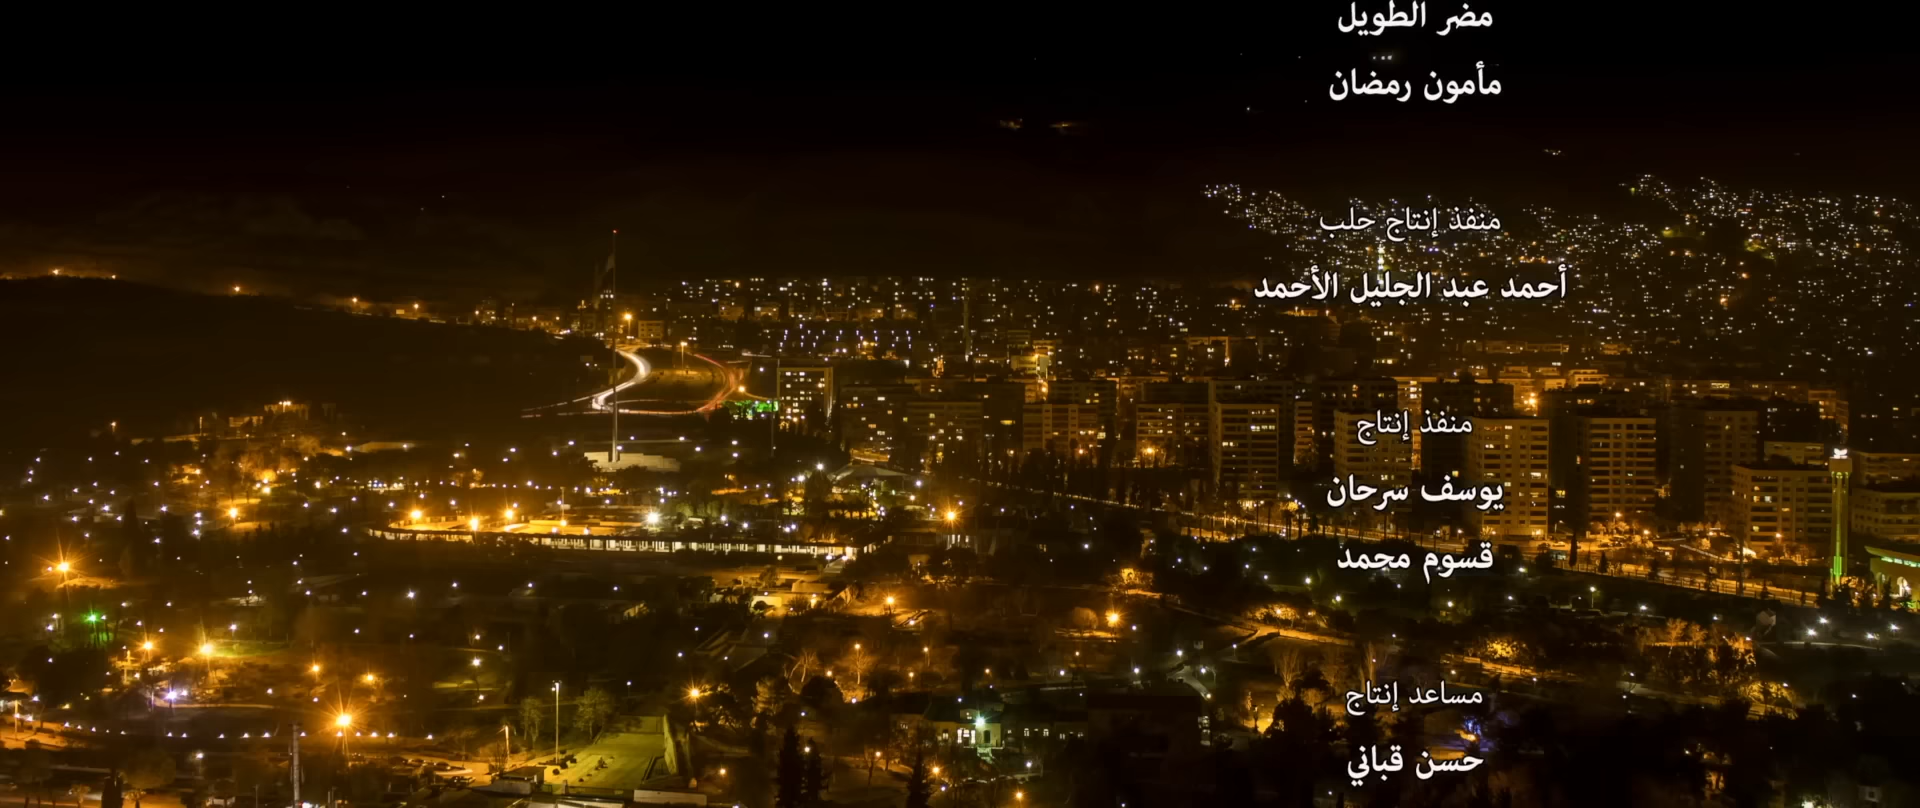 مضر الطويل
مأمون رمضان
منفذ إنتاج حلب
أحمد عبد الجليل الأحمد
منفذ إنتاج
يوسف سرحان
قسوم محمد
مساعد إنتاج
حسن قباني